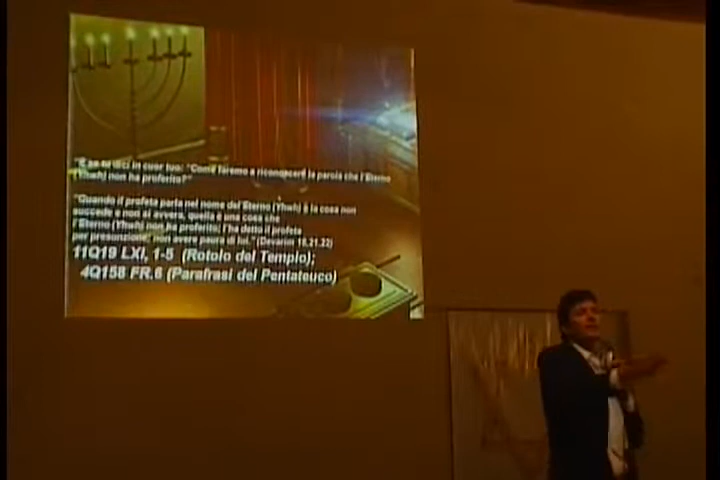 "E se tu dici in cuor tuo: "Come faremo a riconoscere la parola che l'Eterno
(Yhwh) non ha proferito?"
"Quando il profeta parla nel nome dell'Eterno (Yhwh) e la cosa non
succede e non si avvera, quella è una cosa che
l'Eterno (Yhwh) non ha proferito; l'ha detto il profeta
per presunzione; non avere paura di lui." (Devarim 18,21.22)
11Q19 LXI, 1-5 (Rotolo del Tempio);
4Q158 FR.6 (Parafrasi del Pentateuco)